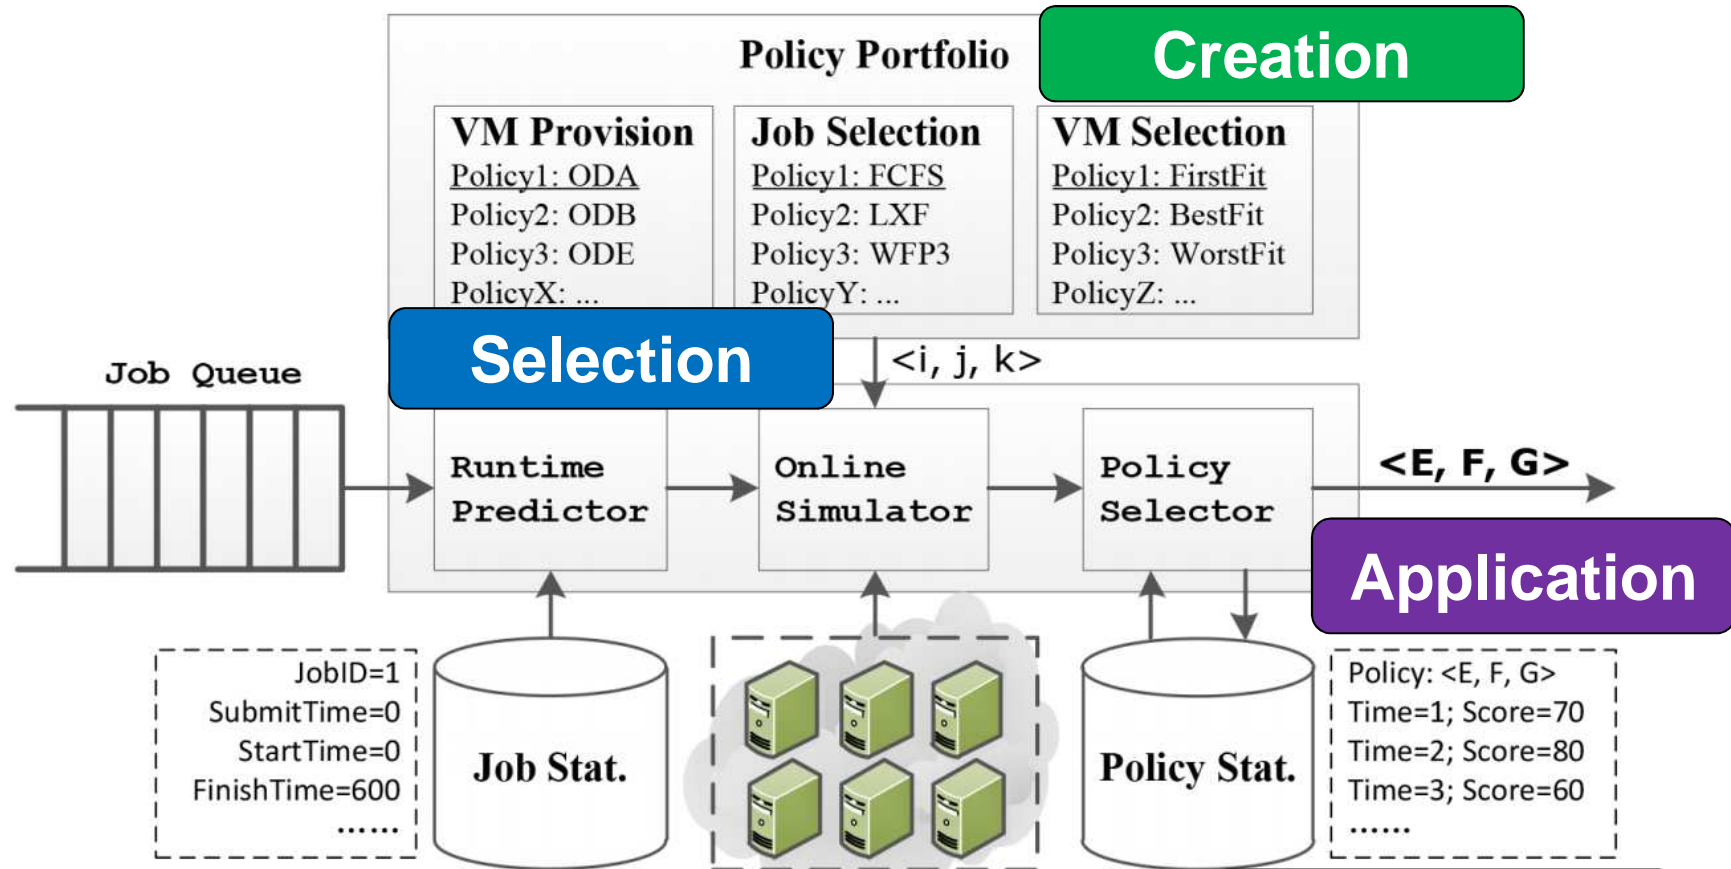 Policy Portfolio
Creation
VM Provision
Policy1: ODA
Policy2: ODB
Policy3: ODE
PolicyX: ...
Job Selection
Policy1: FCFS
Policy2: LXF
Policy3: WFP3
PolicyY: ...
VM Selection
Policy1: FirstFit
Policy2: BestFit
Policy3: WorstFit
PolicyZ: ...
Selection
<i, j, k>
Job Queue
Runtime
Predictor
Online
Simulator
Policy
Selector
<E, F, G>
Application
JobID=1
SubmitTime=0
StartTime=0
FinishTime=600
......
Job Stat.
Policy Stat.
Policy: <E, F, G>
Time=1; Score=70
Time=2; Score=80
Time=3; Score=60
......